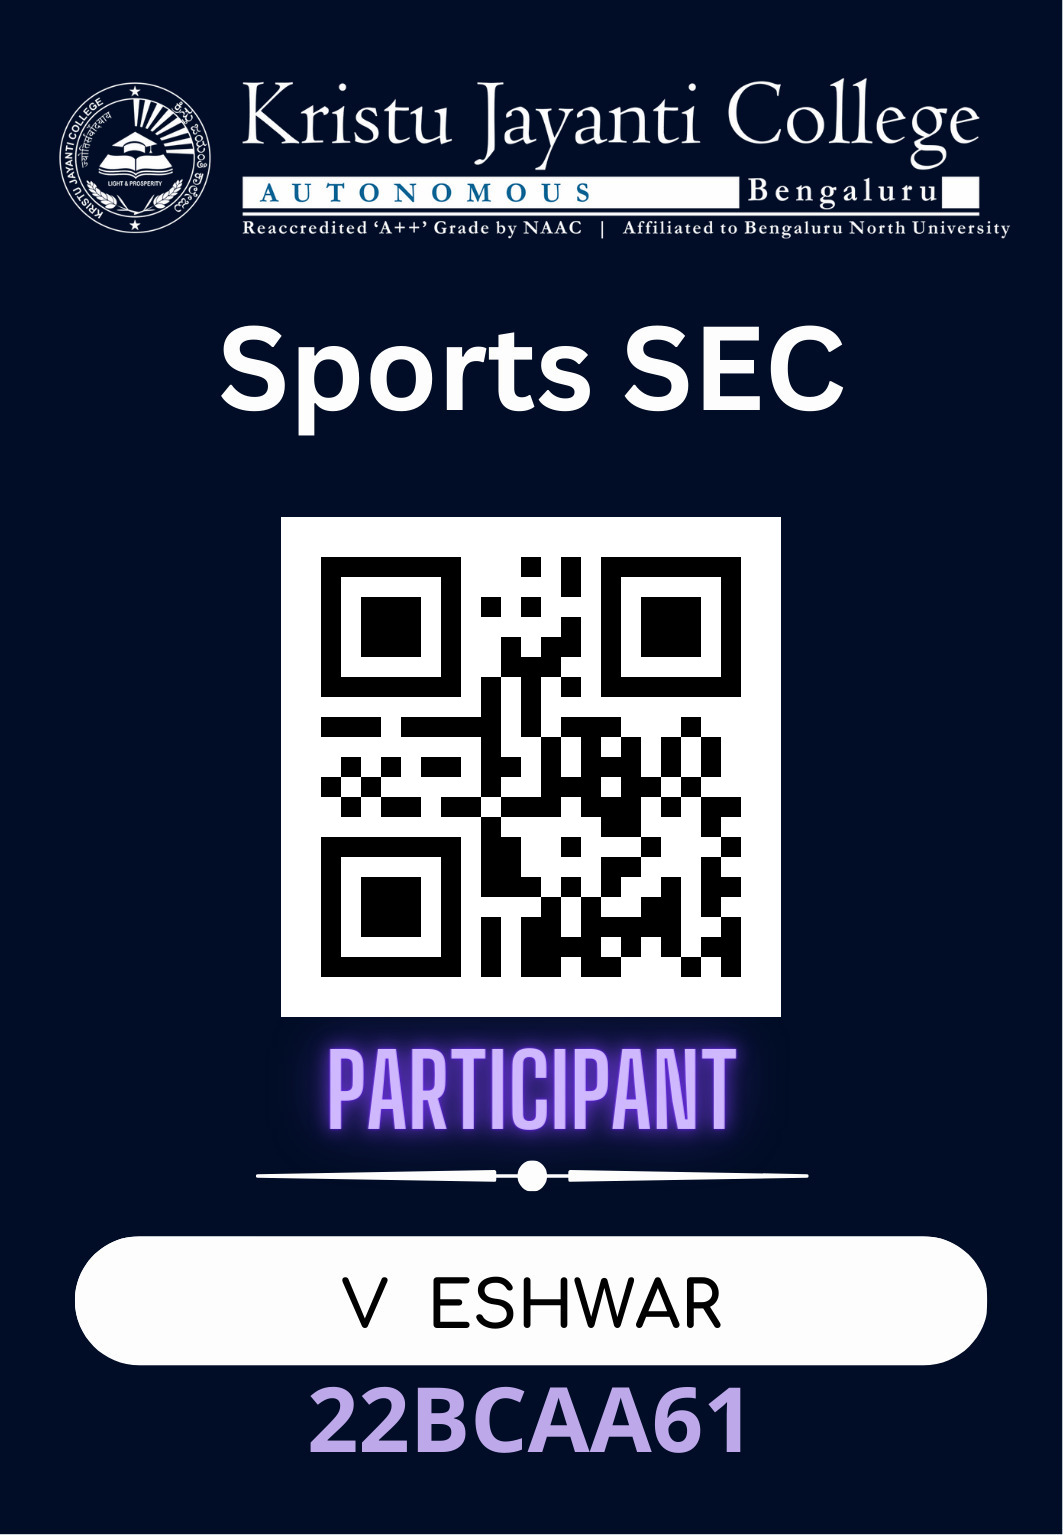 KRISTU JAYANTI COLLEGE
ಕ್ರಿಸ್ತು ಜಯಂತಿ ಕಾಲೇಜು
LIGHT & PROSPERITY
Kristu Jayanti College
AUTONOMOUS Bengaluru
Reaccredited ‘A++’ Grade by NAAC | Affiliated to Bengaluru North University
Sports SEC
PARTICIPANT
V ESHWAR
22BCAA61